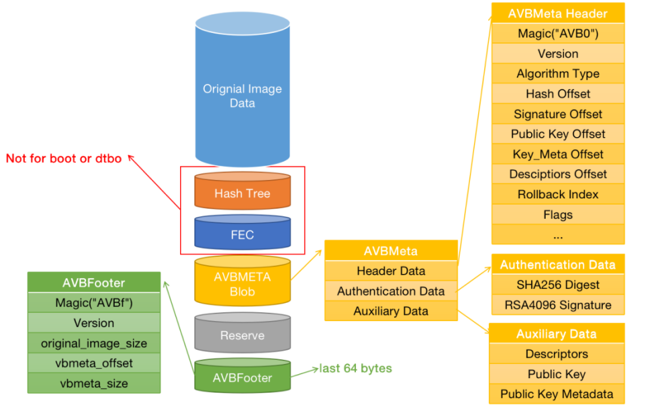 Orignial Image
Data
Not for boot or dtbo
Hash Tree
FEC
AVBMETA
Blob
Reserve
AVBFooter
last 64 bytes
AVBFooter
Magic("AVBf")
Version
original_image_size
vbmeta_offset
vbmeta_size
AVBMeta
Header Data
Authentication Data
Auxiliary Data
AVBMeta Header
Magic("AVB0")
Version
Algorithm Type
Hash Offset
Signature Offset
Public Key Offset
Key_Meta Offset
Desciptiors Offset
Rollback Index
Flags
...
Authentication Data
SHA256 Digest
RSA4096 Signature
Auxiliary Data
Descriptors
Public Key
Public Key Metadata